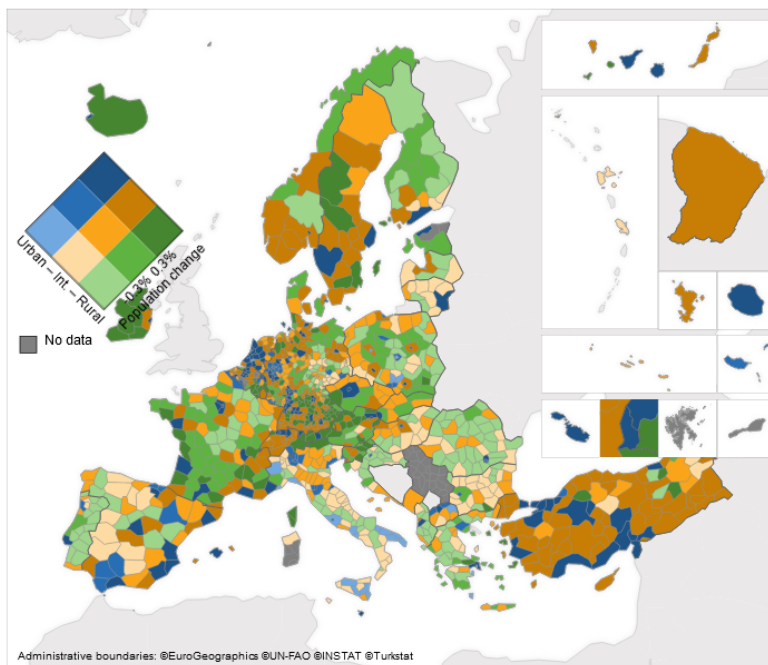 -0.3% 0.3%
Urban – Int. – Rural
Population change
No data
Administrative boundaries: ©EuroGeographics ©UN-FAO ©INSTAT ©Turkstat